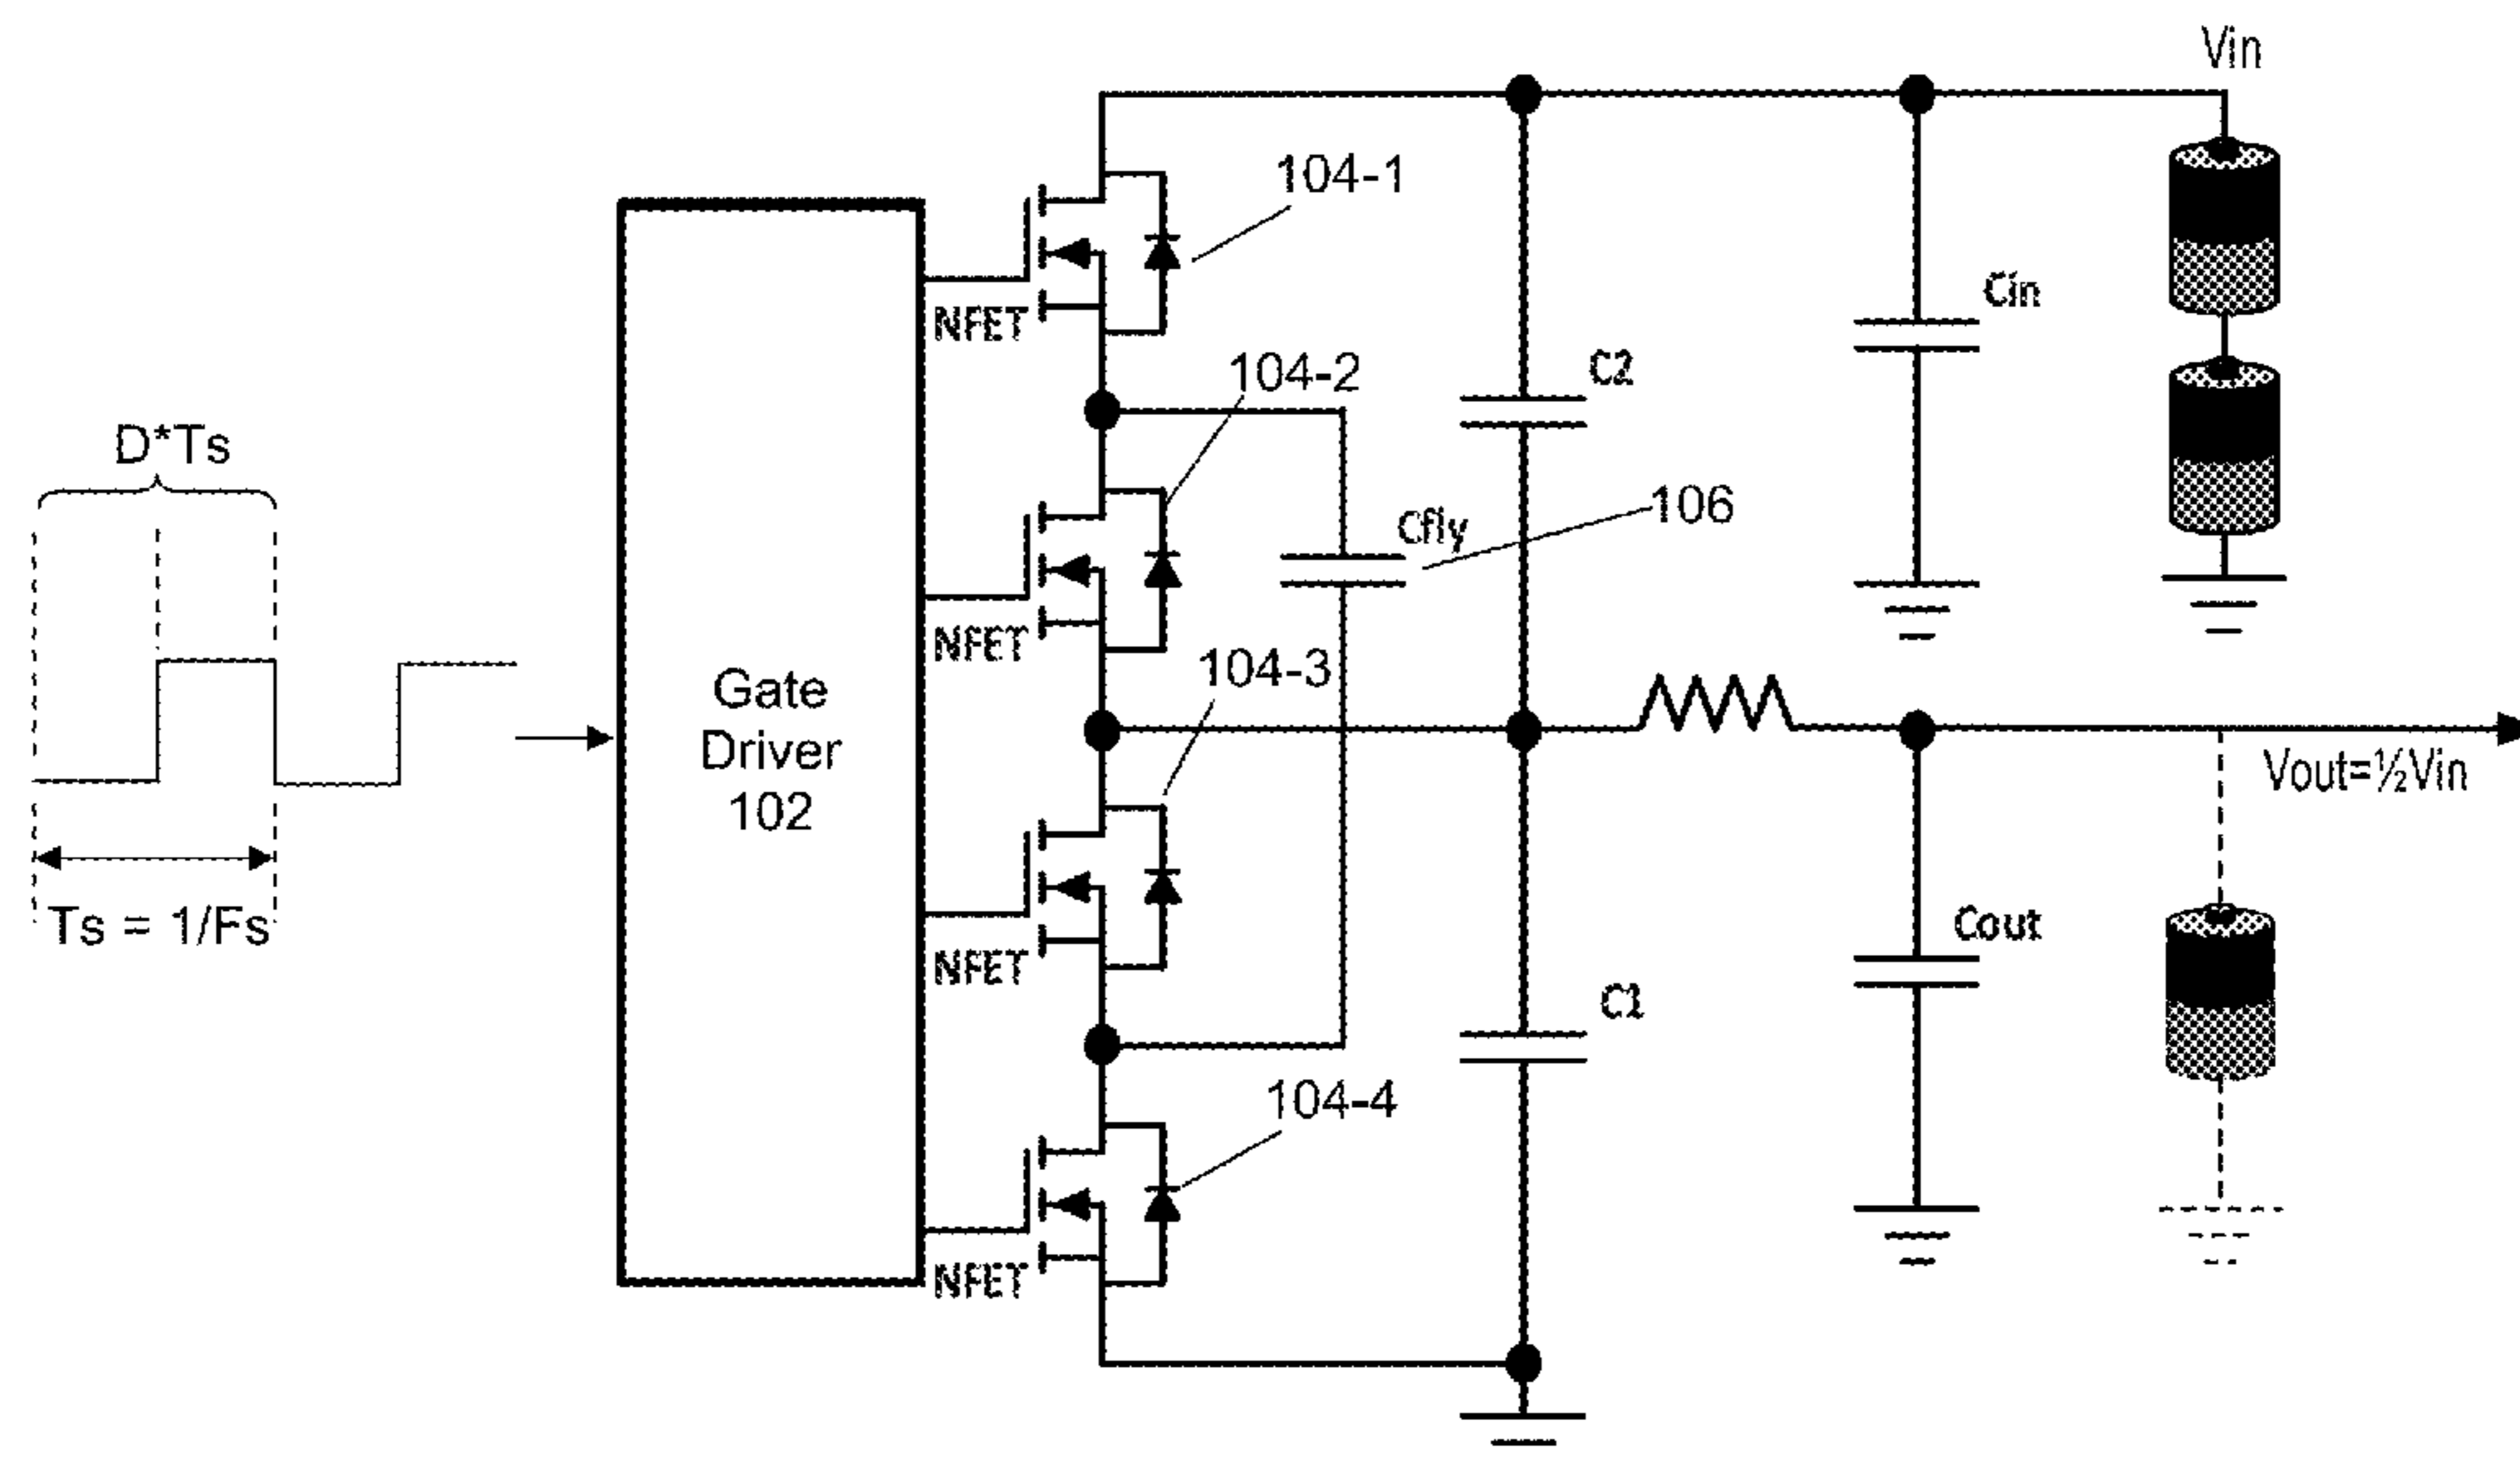 Vin
104-1
Cin
NFET
104-2
C2
D*Ts
106
Cfly
NFET
104-3
Gate
Driver
102
Vout=½Vin
Ts = 1/Fs
Cout
NFET
C1
104-4
NFET